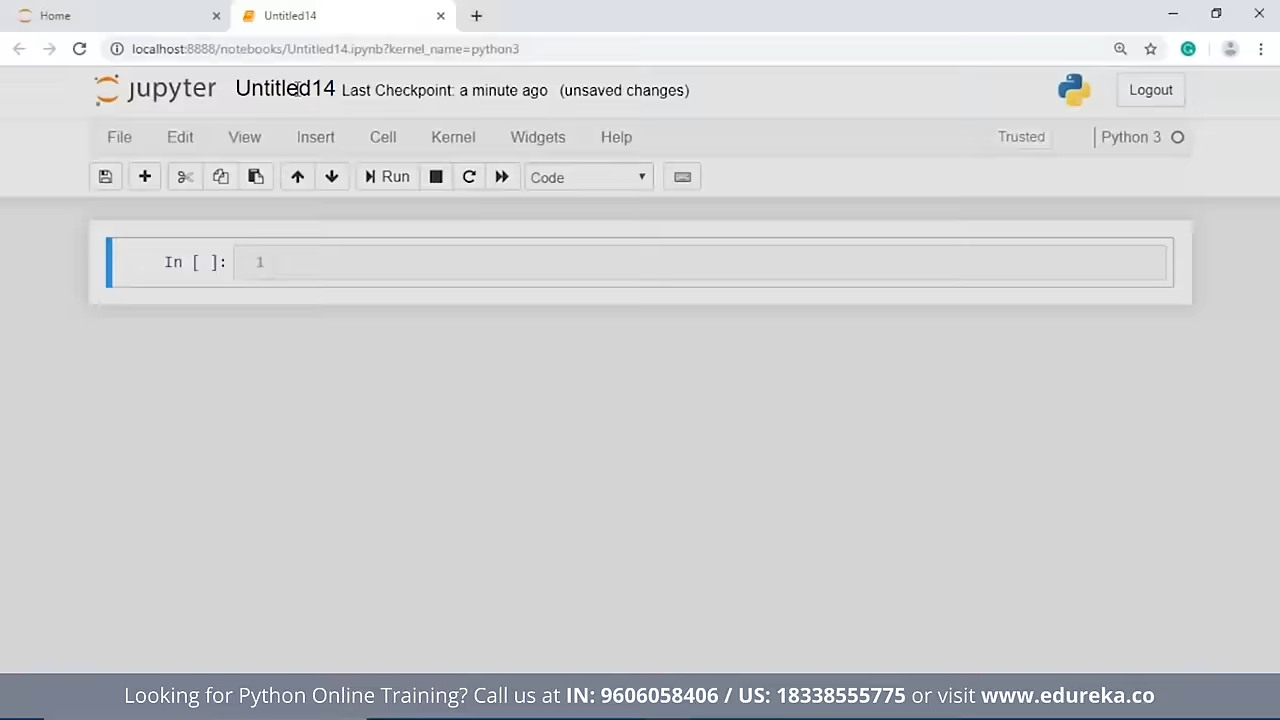 Home
Untitled14
localhost:8888/notebooks/Untitled14.ipynb?kernel_name=python3
jupyter Untitled14 Last Checkpoint: a minute ago (unsaved changes)
Logout
File Edit View Insert Cell Kernel Widgets Help Trusted Python 3
Run Code
In [ ]: 1
Looking for Python Online Training? Call us at IN: 9606058406 / US: 18338555775 or visit www.edureka.co